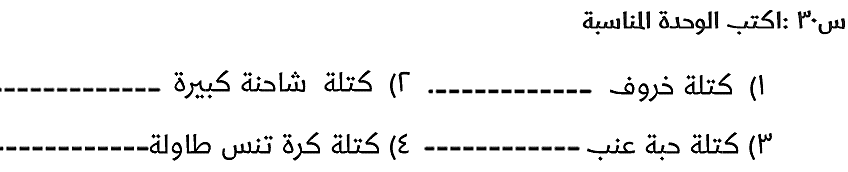 س٣٠: اكتب الوحدة المناسبة
١) كتلة خروف ------------- ٢) كتلة شاحنة كبيرة -------------
٣) كتلة حبة عنب ------------ ٤) كتلة كرة تنس طاولة------------